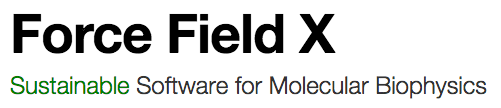 Force Field X
Sustainable Software for Molecular Biophysics